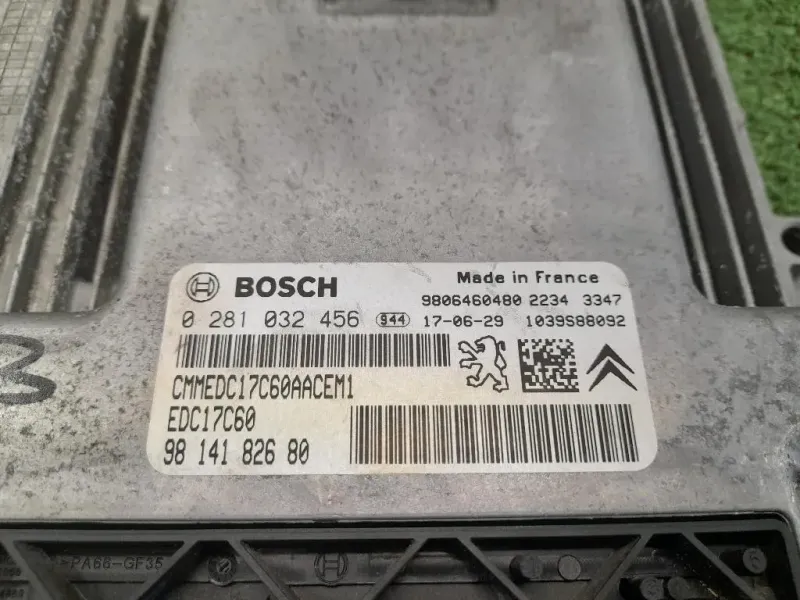 BOSCH
Made in France
9806460480 2234 3347
0 281 032 456 S44 17-06-29 1039S88092
CMMEDC17C60AACEM1
EDC17C60
98 141 826 80
>PA66-GF35